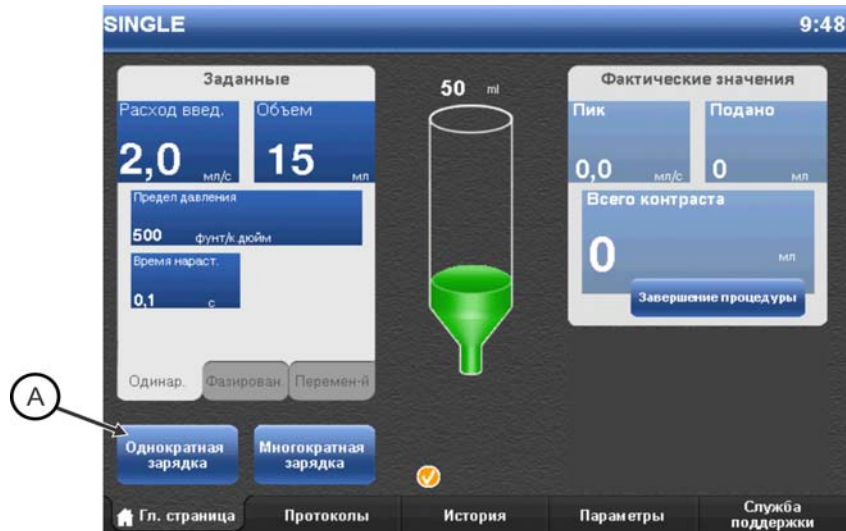 SINGLE 9:48
Заданные
Расход введ. Объем
2,0 мл/с 15 мл
Предел давления
500 фунт/к.дюйм
Время нараст.
0,1 с
Одинар. Фазирован. Перемен-й
50 ml
Фактические значения
Пик Подано
0,0 мл/с 0 мл
Всего контраста
0 мл
Завершение процедуры
A
Однократная
зарядка
Многократная
зарядка
Гл. страница Протоколы История Параметры Служба
поддержки